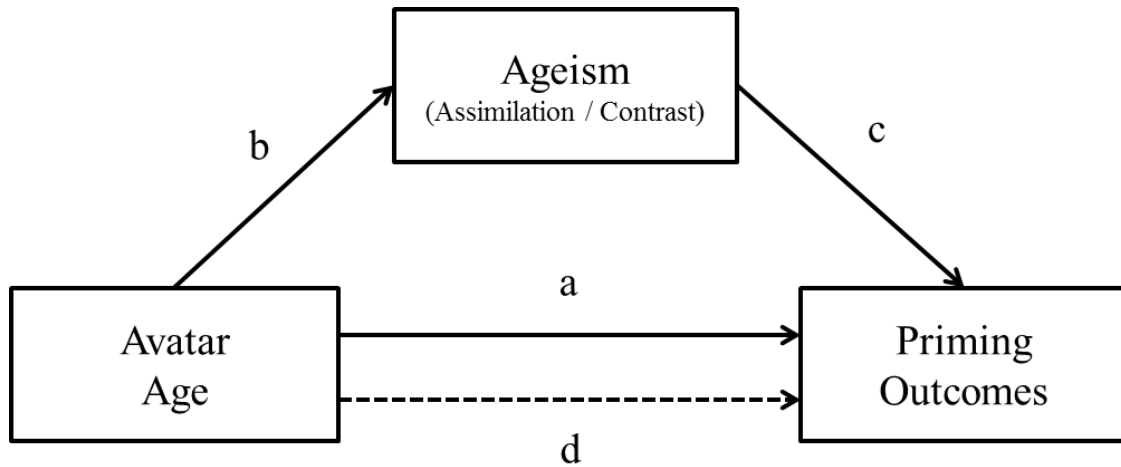 Ageism
(Assimilation / Contrast)
b
c
a
Avatar
Age
Priming
Outcomes
d